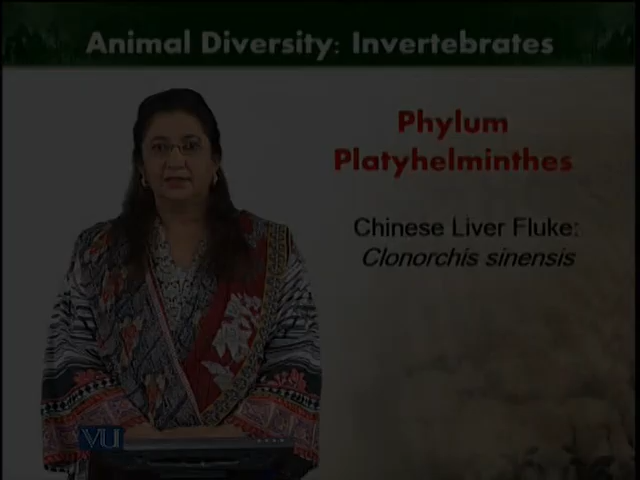 Animal Diversity: Invertebrates
Phylum
Platyhelminthes
Chinese Liver Fluke:
Clonorchis sinensis
VU